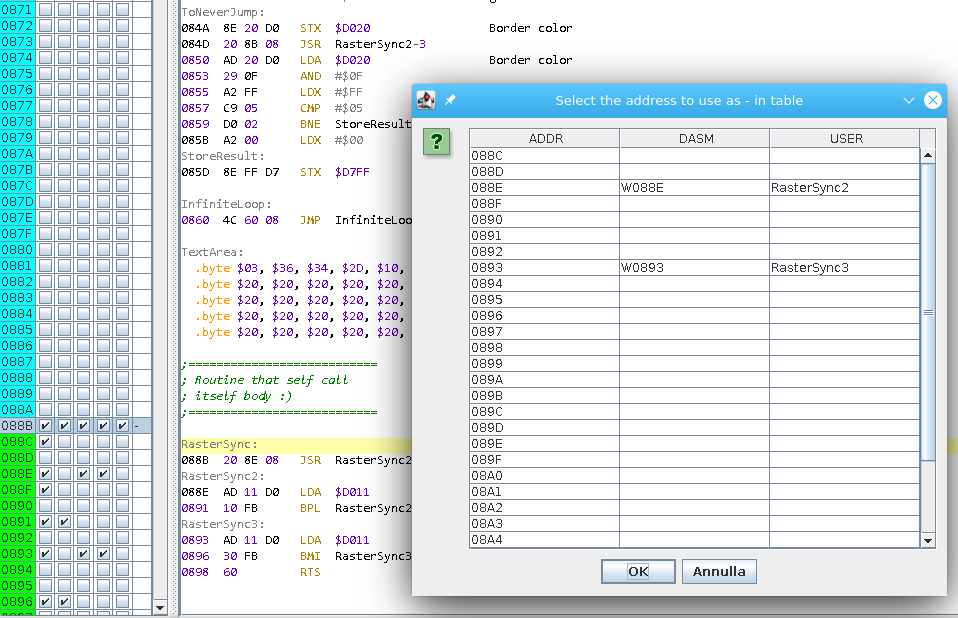 0871
0872
0873
0874
0875
0876
0877
0878
0879
087A
087B
087C
087D
087E
087F
0880
0881
0882
0883
0884
0885
0886
0887
0888
0889
088A
088B -
088C
088D
088E
088F
0890
0891
0892
0893
0894
0895
0896
ToNeverJump:
084A 8E 20 D0 STX $D020 Border color
084D 20 8B 08 JSR RasterSync2-3
0850 AD 20 D0 LDA $D020 Border color
0853 29 0F AND #$0F
0855 A2 FF LDX #$FF
0857 C9 05 CMP #$05
0859 D0 02 BNE StoreResult
085B A2 00 LDX #$00
StoreResult:
085D 8E FF D7 STX $D7FF
InfiniteLoop:
0860 4C 60 08 JMP InfiniteLoo
TextArea:
.byte $03, $36, $34, $2D, $10,
.byte $20, $20, $20, $20, $20,
.byte $20, $20, $20, $20, $20,
.byte $20, $20, $20, $20, $20,
.byte $20, $20, $20, $20, $20,
;===========================
; Routine that self call
; itself body :)
;===========================
RasterSync:
088B 20 8E 08 JSR RasterSync2
RasterSync2:
088E AD 11 D0 LDA $D011
0891 10 FB BPL RasterSync2
RasterSync3:
0893 AD 11 D0 LDA $D011
0896 30 FB BMI RasterSync3
0898 60 RTS
Select the address to use as - in table
?
ADDR DASM USER
088C
088D
088E W088E RasterSync2
088F
0890
0891
0892
0893 W0893 RasterSync3
0894
0895
0896
0897
0898
0899
089A
089B
089C
089D
089E
089F
08A0
08A1
08A2
08A3
08A4
OK Annulla